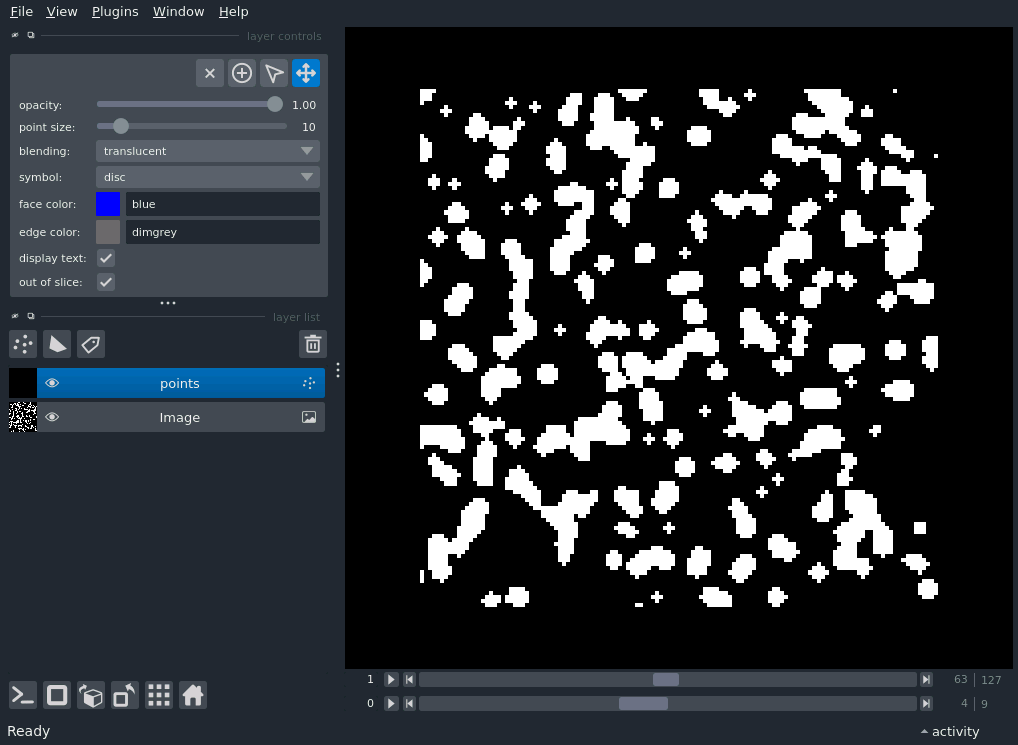 File View Plugins Window Help
layer controls
opacity: 1.00
point size: 10
blending: translucent
symbol: disc
face color: blue
edge color: dimgrey
display text:
out of slice:
layer list
points
Image
1 63 127
0 4 9
Ready activity